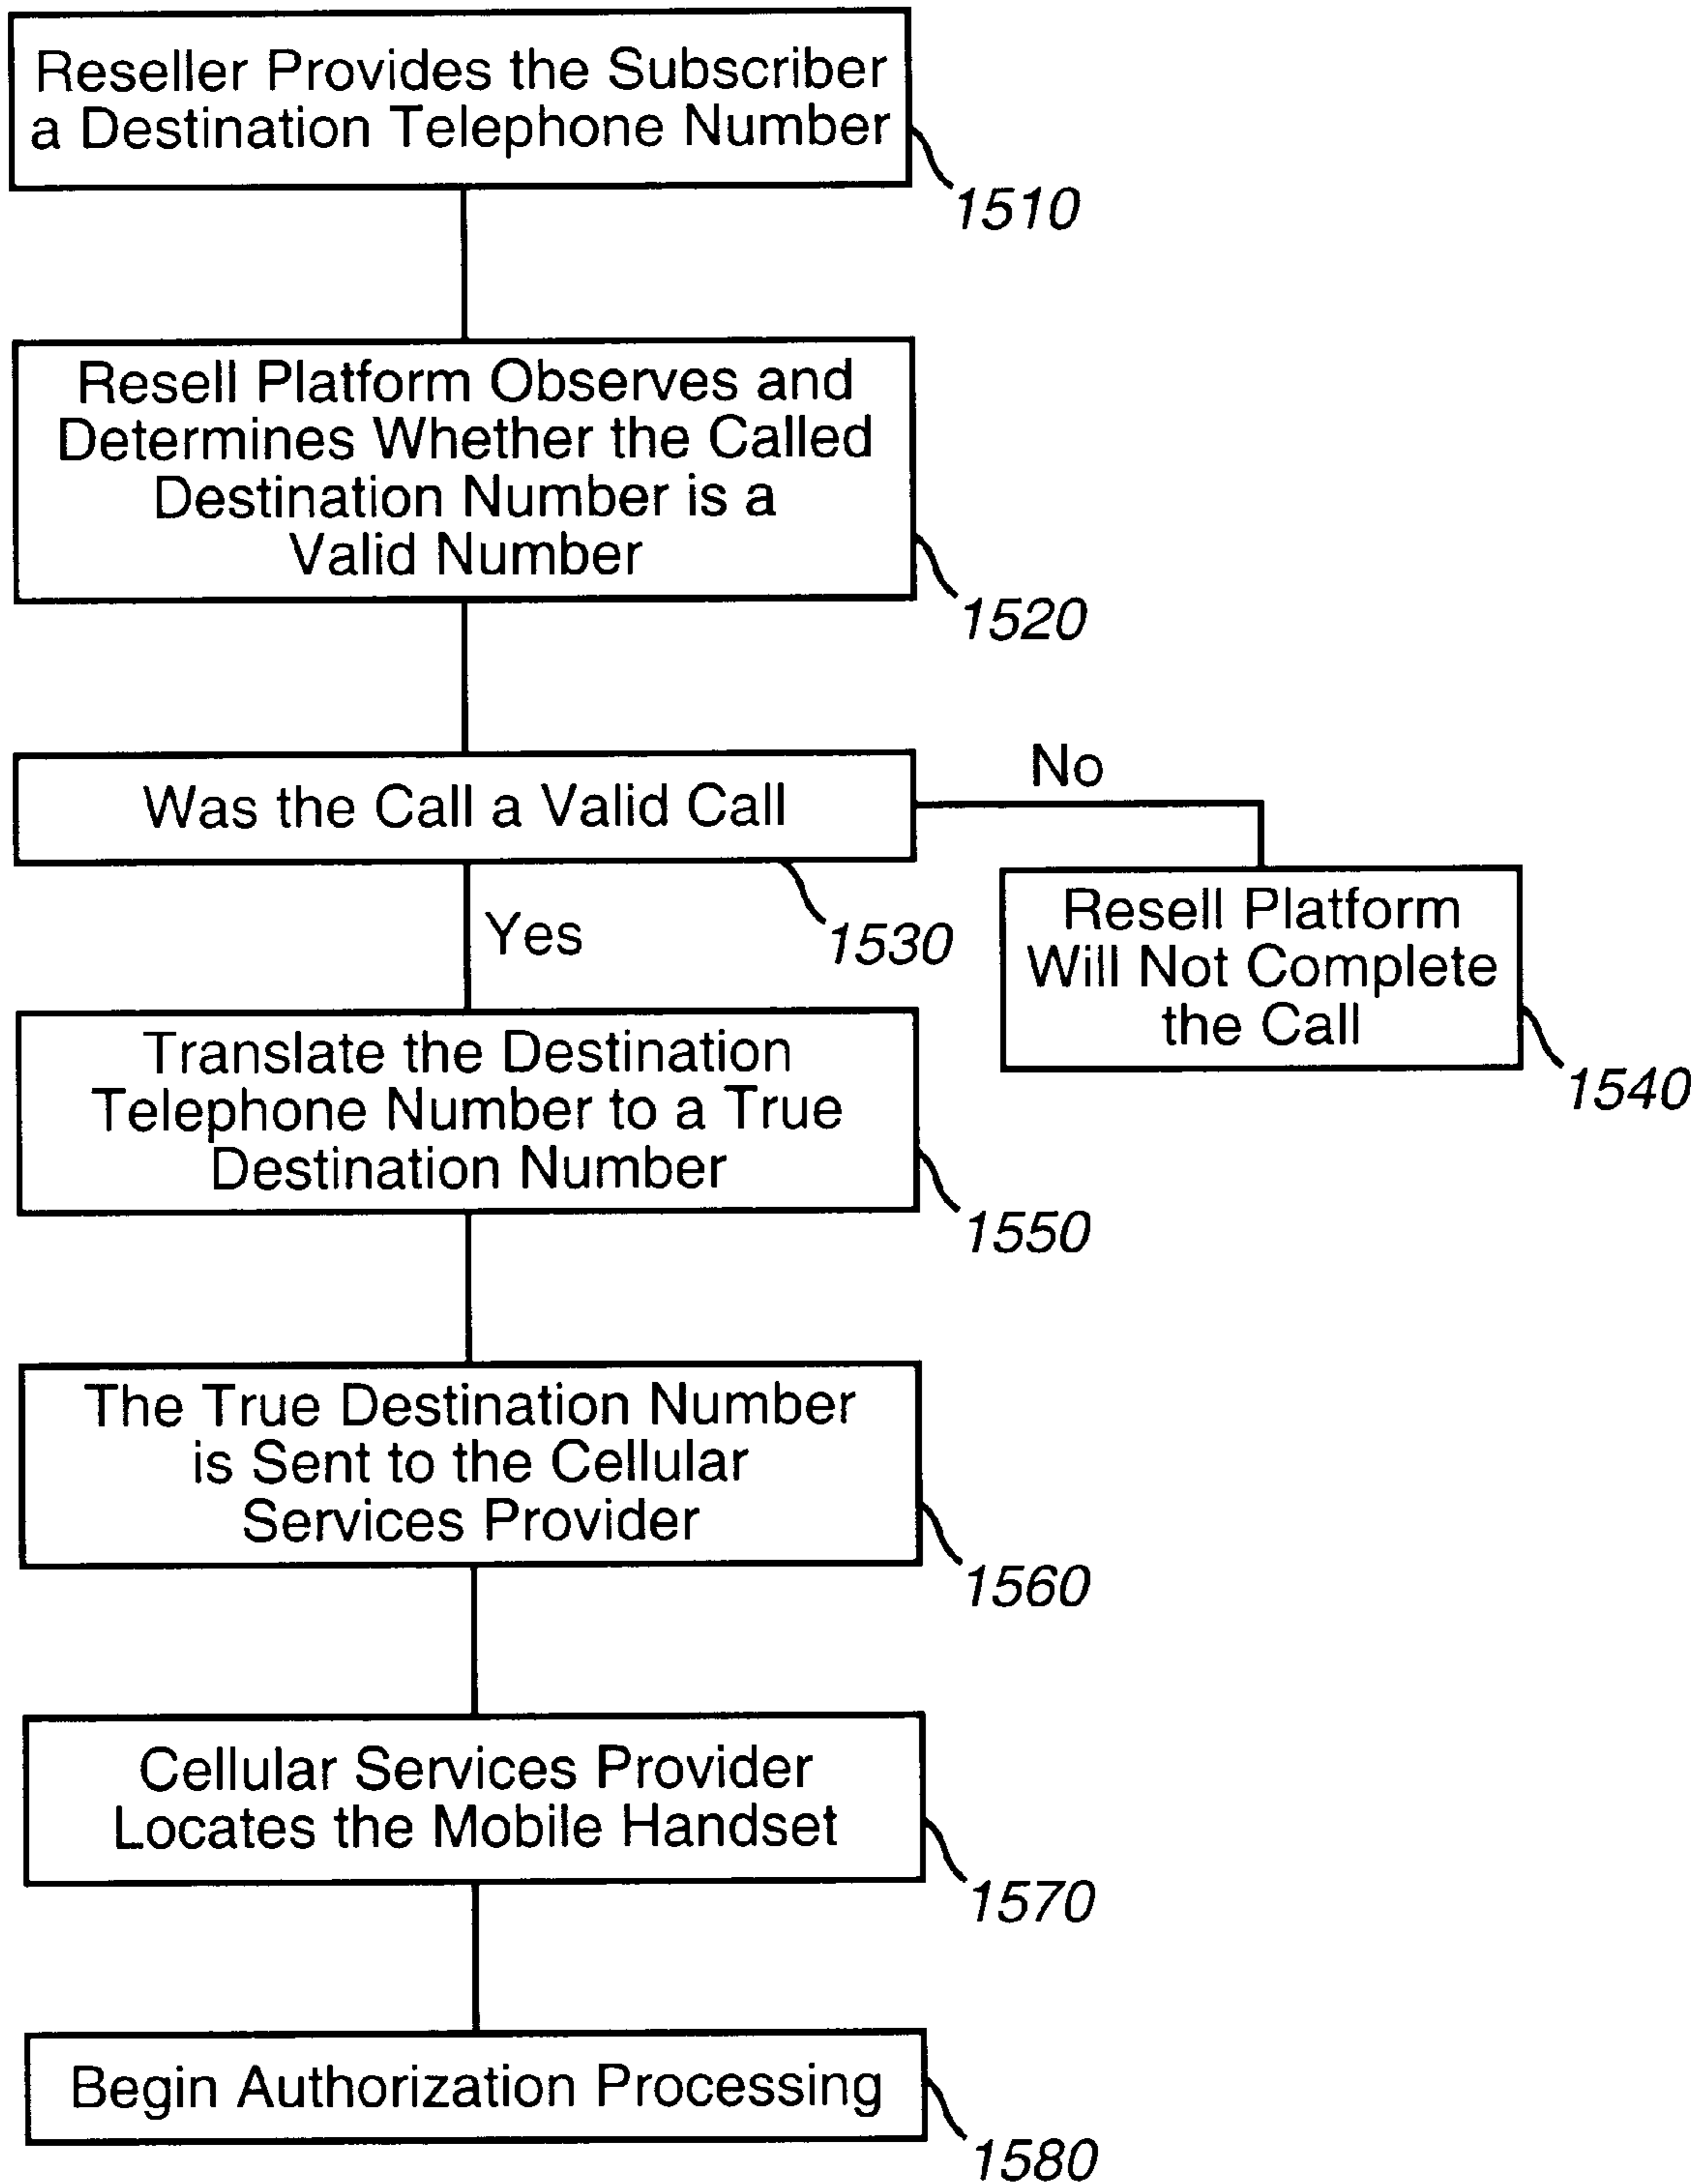 Reseller Provides the Subscriber
a Destination Telephone Number
1510
Resell Platform Observes and
Determines Whether the Called
Destination Number is a
Valid Number
1520
Was the Call a Valid Call
No
1530
Yes
Resell Platform
Will Not Complete
the Call
1540
Translate the Destination
Telephone Number to a True
Destination Number
1550
The True Destination Number
is Sent to the Cellular
Services Provider
1560
Cellular Services Provider
Locates the Mobile Handset
1570
Begin Authorization Processing
1580